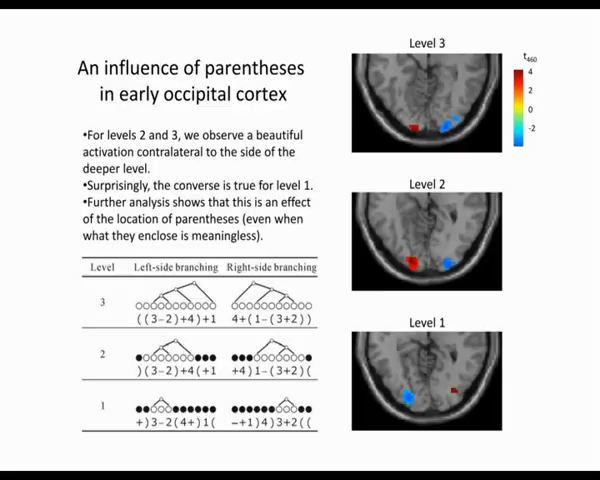 An influence of parentheses
in early occipital cortex
•For levels 2 and 3, we observe a beautiful
activation contralateral to the side of the
deeper level.
•Surprisingly, the converse is true for level 1.
•Further analysis shows that this is an effect
of the location of parentheses (even when
what they enclose is meaningless).
Level Left-side branching Right-side branching
3
((3−2)+4)+1 4+(1−(3+2))
2
)(3−2)+4(+1 +4)1−(3+2)(
1
+)3−2(4+)1( −+1)4)3+2((
Level 3
t460
4
2
0
-2
Level 2
Level 1